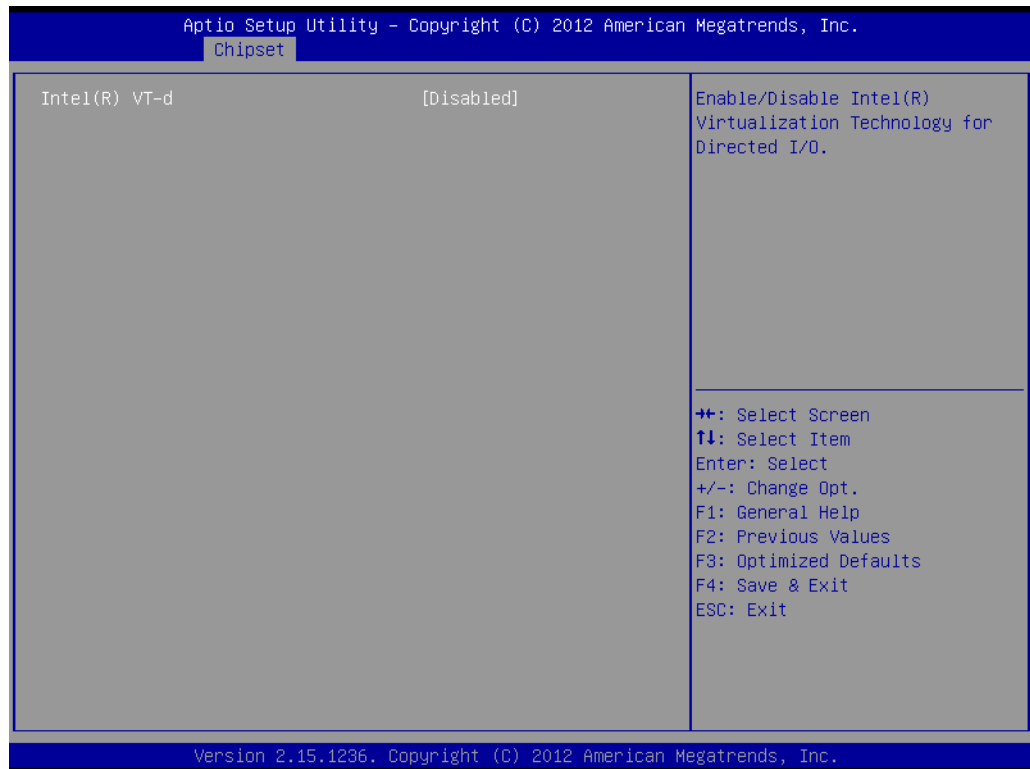 Aptio Setup Utility – Copyright (C) 2012 American Megatrends, Inc.
Chipset
Intel(R) VT-d [Disabled]
Enable/Disable Intel(R)
Virtualization Technology for
Directed I/O.
→←: Select Screen
↑↓: Select Item
Enter: Select
+/-: Change Opt.
F1: General Help
F2: Previous Values
F3: Optimized Defaults
F4: Save & Exit
ESC: Exit
Version 2.15.1236. Copyright (C) 2012 American Megatrends, Inc.